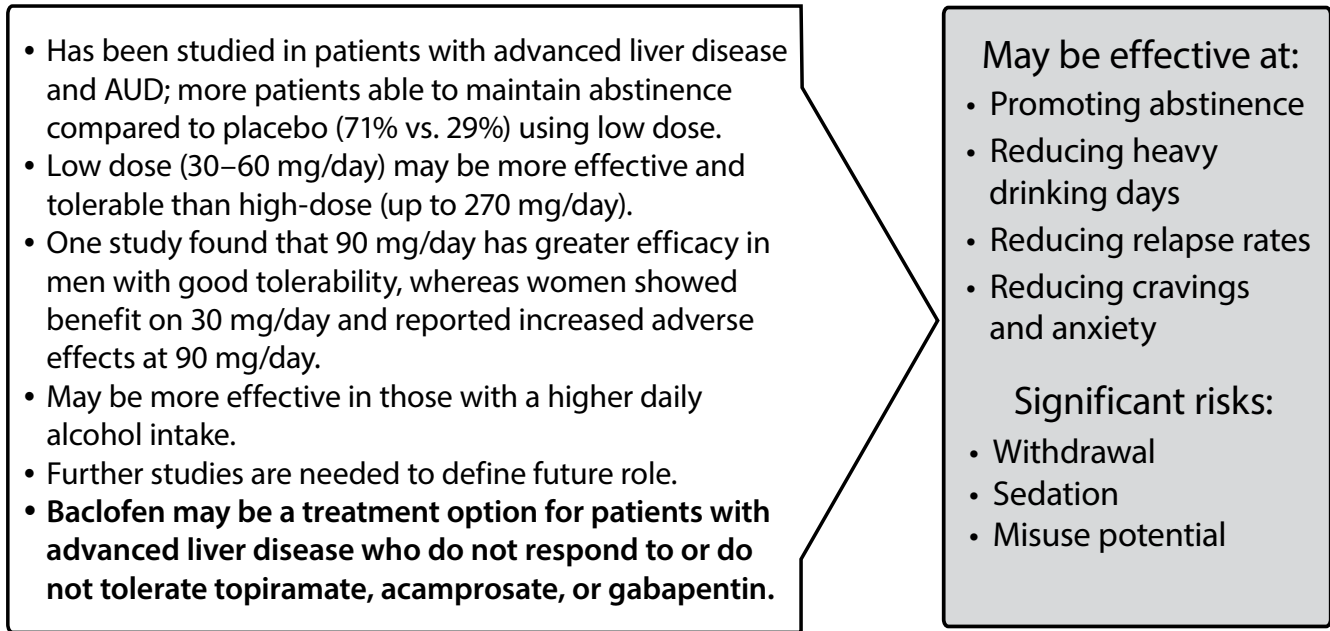 • Has been studied in patients with advanced liver disease
and AUD; more patients able to maintain abstinence
compared to placebo (71% vs. 29%) using low dose.
• Low dose (30–60 mg/day) may be more effective and
tolerable than high-dose (up to 270 mg/day).
• One study found that 90 mg/day has greater efficacy in
men with good tolerability, whereas women showed
benefit on 30 mg/day and reported increased adverse
effects at 90 mg/day.
• May be more effective in those with a higher daily
alcohol intake.
• Further studies are needed to define future role.
• Baclofen may be a treatment option for patients with
advanced liver disease who do not respond to or do
not tolerate topiramate, acamprosate, or gabapentin.
May be effective at:
• Promoting abstinence
• Reducing heavy
drinking days
• Reducing relapse rates
• Reducing cravings
and anxiety
Significant risks:
• Withdrawal
• Sedation
• Misuse potential